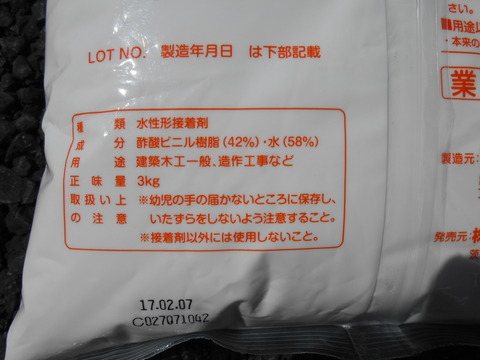 さい。
■用途以
・本来の
LOT NO. 製造年月日 は下部記載
業
種 類 水性形接着剤
成 分 酢酸ビニル樹脂(42%)・水(58%)
用 途 建築木工一般、造作工事など
正 味 量 3kg
取扱い上 ※幼児の手の届かないところに保存し、
の 注 意 いたずらをしないよう注意すること。
※接着剤以外には使用しないこと。
製造元:
発売元:
17.02.07
C027071042